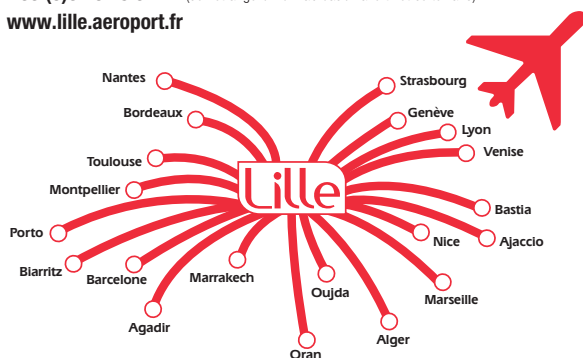 www.lille.aeroport.fr
Nantes
Strasbourg
Bordeaux
Genève
Lyon
Toulouse
Venise
Montpellier
Lille
Bastia
Porto
Nice
Ajaccio
Biarritz
Barcelone
Marrakech
Oujda
Marseille
Agadir
Alger
Oran